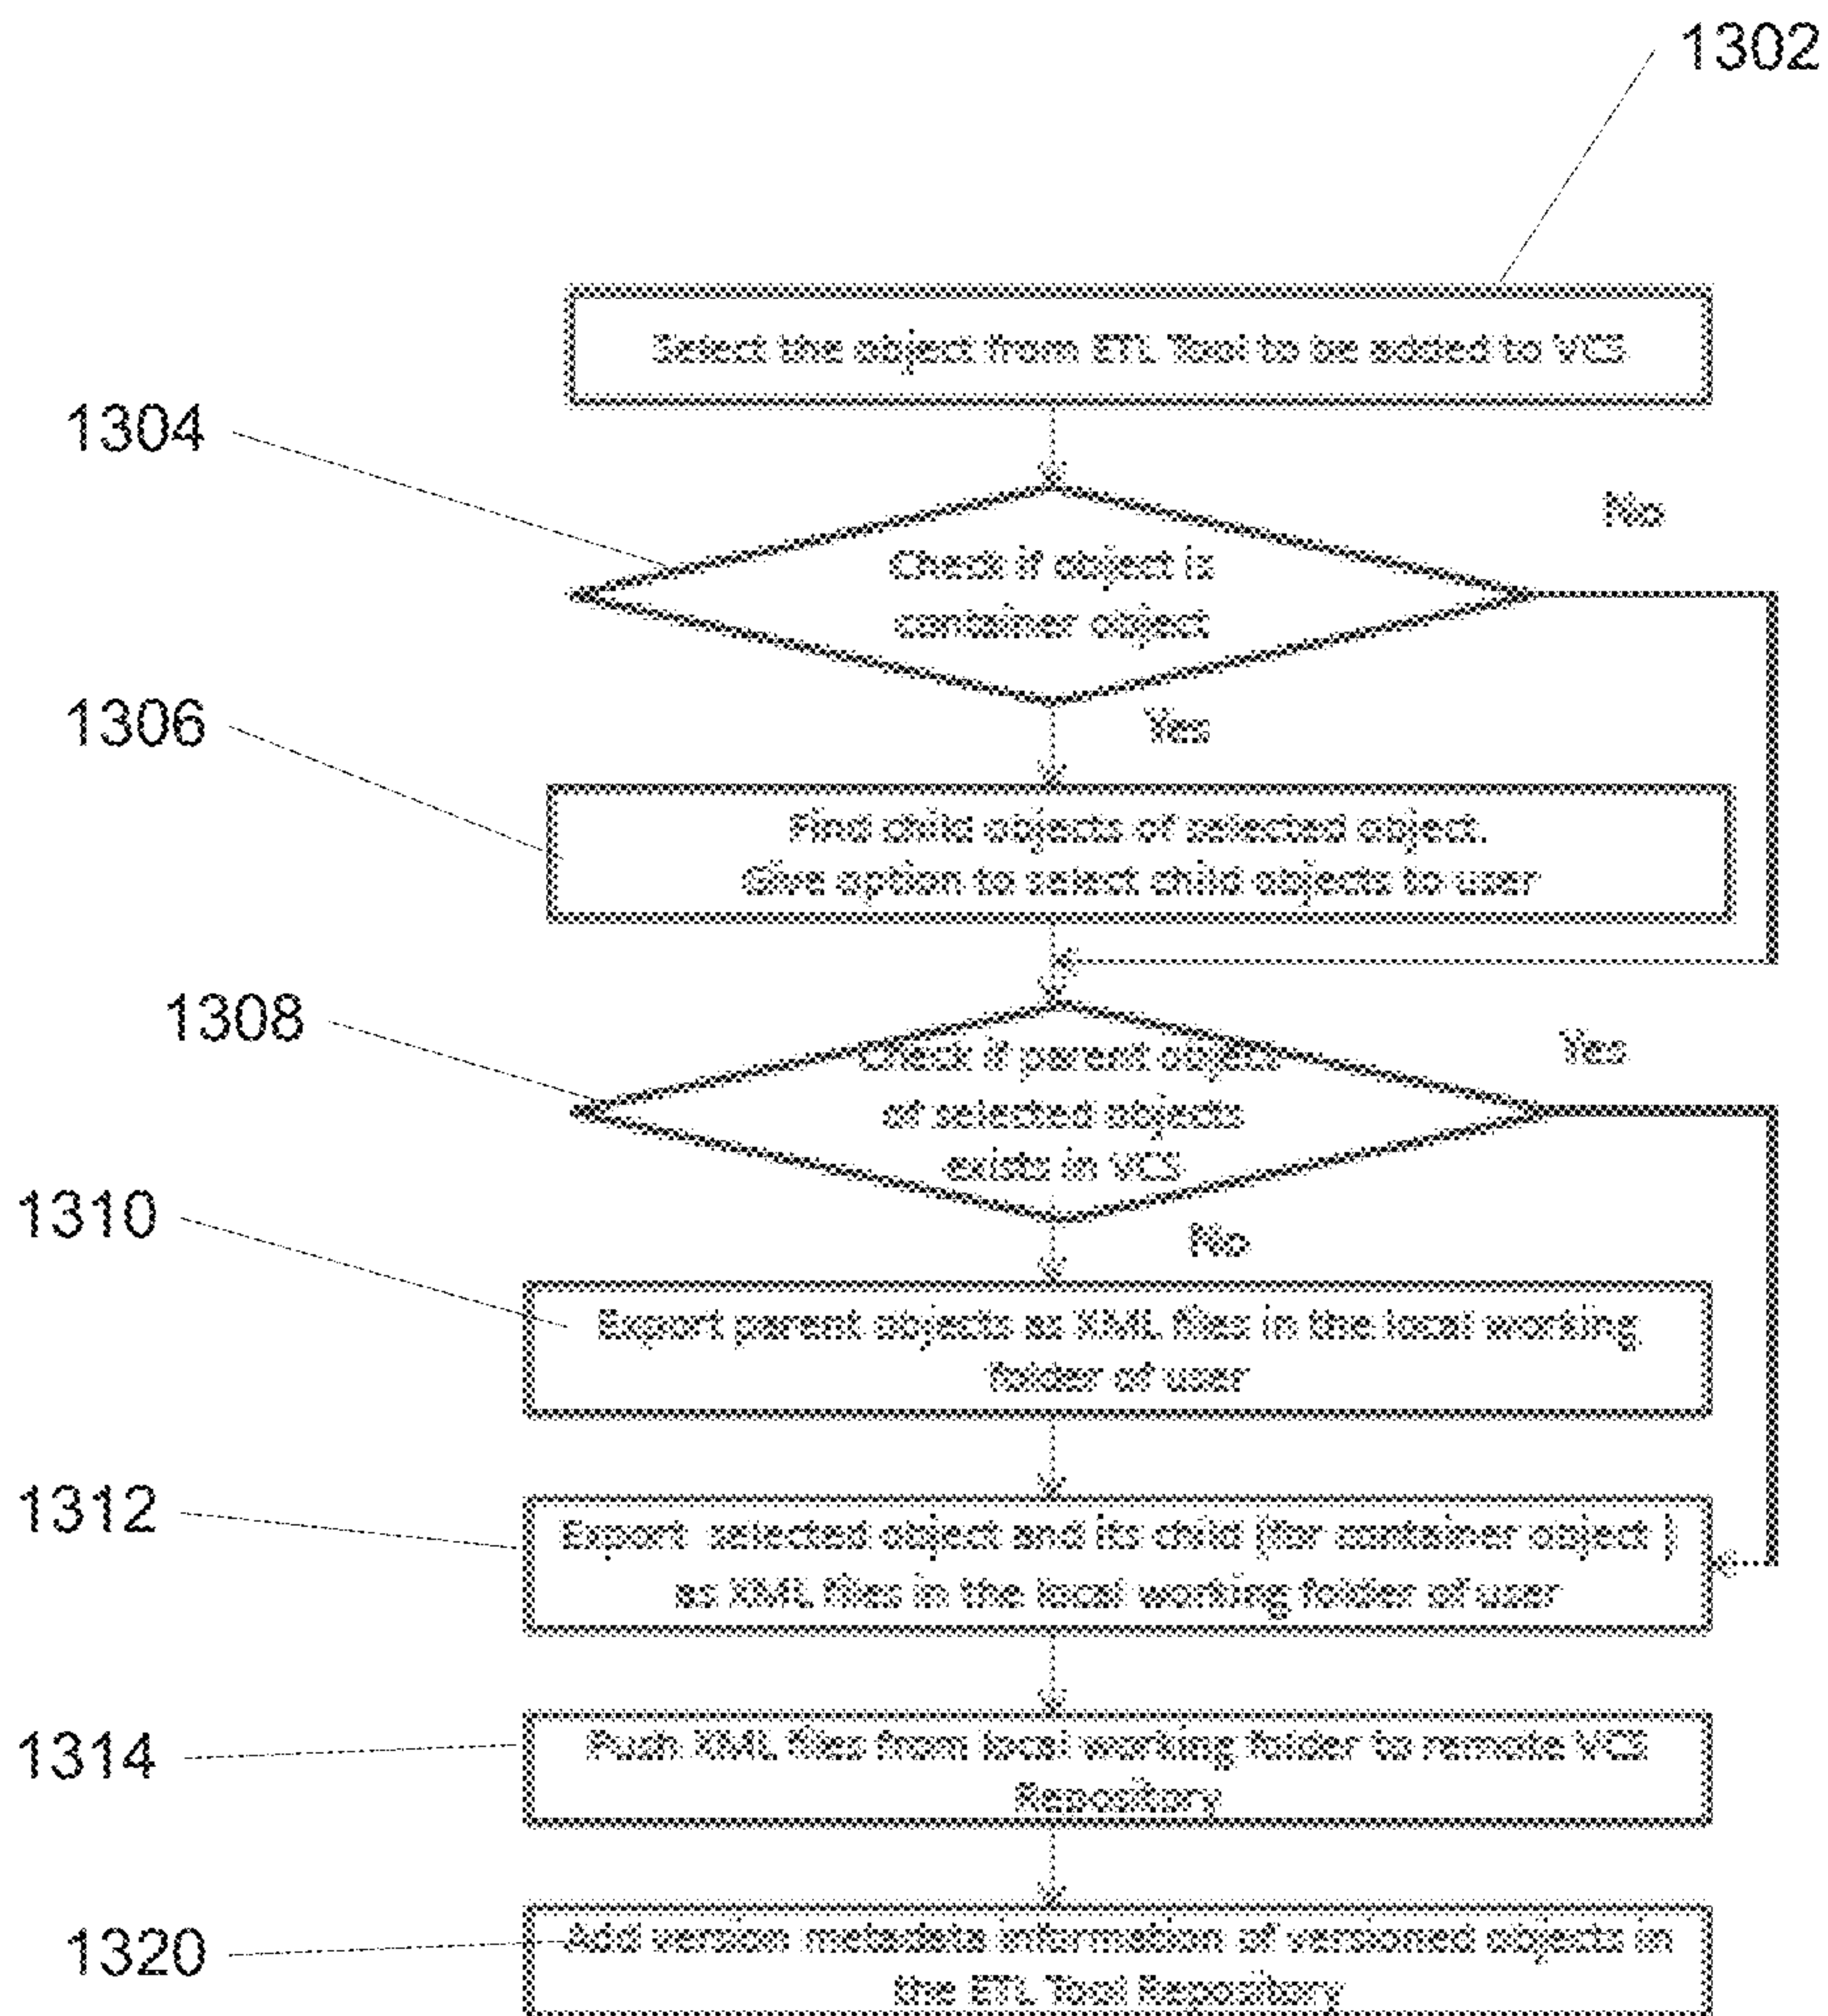 1302
Select the object from ETL Tool to be added to VCS
1304
No
Check if object is
container object
1306
Yes
Find child objects of selected object.
Give option to select child objects to user
1308
Yes
Check if parent object
of selected objects
exists in VCS
1310
No
Export parent objects as XML files in the local working
folder of user
1312
Export selected object and its child (for container object )
as XML files in the local working folder of user
1314
Push XML files from local working folder to remote VCS
Repository
1320
Add version metadata information of versioned objects in
the ETL Tool Repository